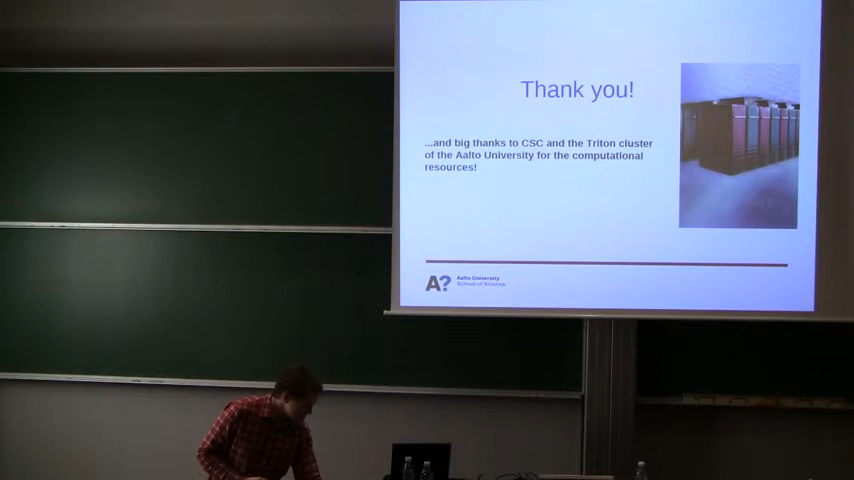 Thank you!
...and big thanks to CSC and the Triton cluster
of the Aalto University for the computational
resources!
A?
Aalto University
School of Science